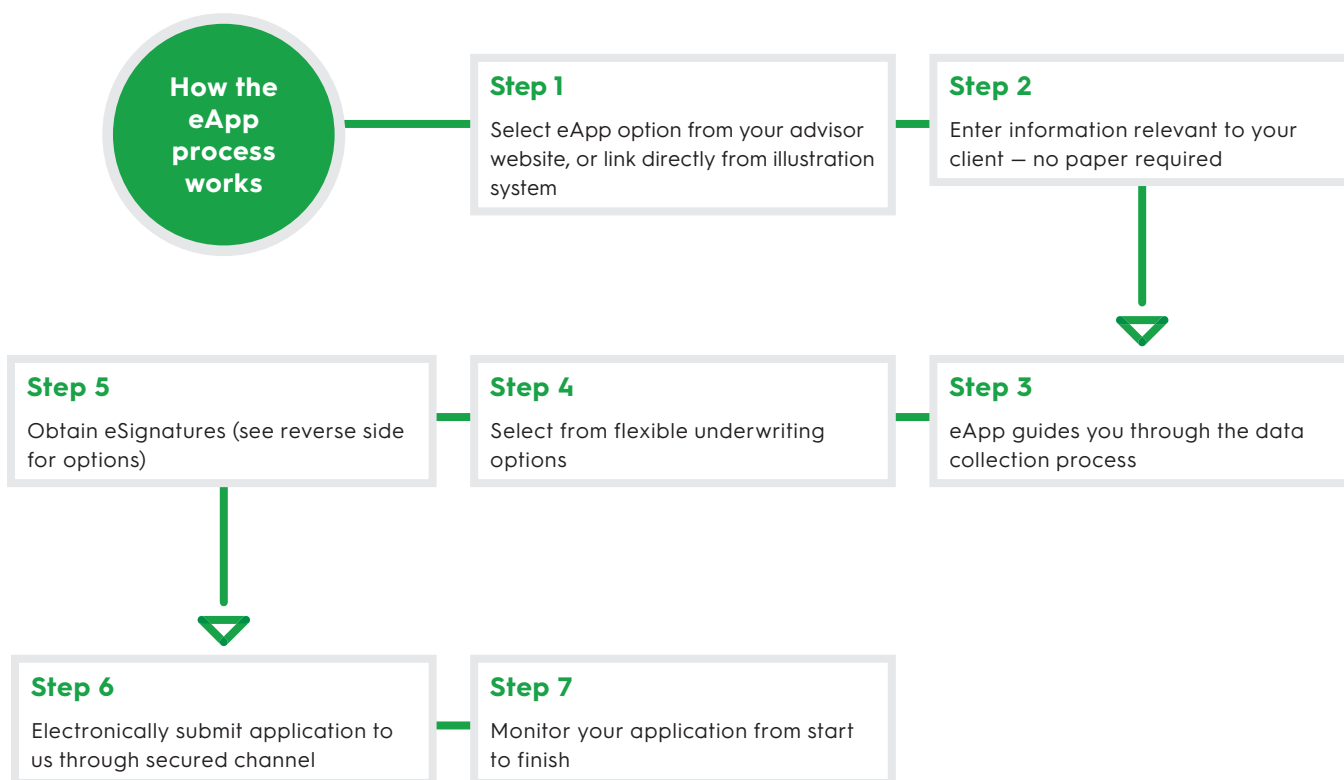 How the
eApp
process
works
Step 1
Select eApp option from your advisor
website, or link directly from illustration
system
Step 2
Enter information relevant to your
client – no paper required
Step 3
eApp guides you through the data
collection process
Step 4
Select from flexible underwriting
options
Step 5
Obtain eSignatures (see reverse side
for options)
Step 6
Electronically submit application to
us through secured channel
Step 7
Monitor your application from start
to finish